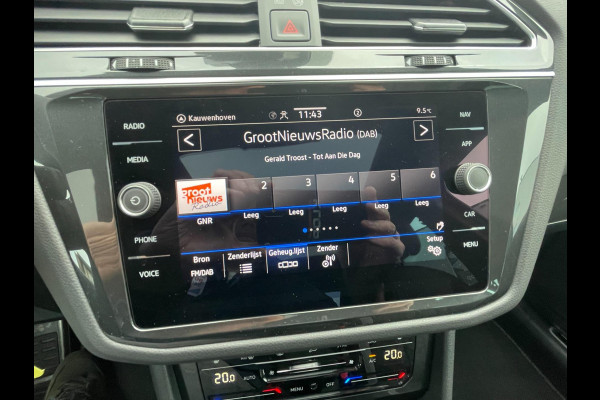 Kauwenhoven 11:43 2 9.5°C
RADIO
MEDIA
PHONE
VOICE
NAV
APP
CAR
MENU
< GrootNieuwsRadio (DAB) >
Gerald Troost - Tot Aan Die Dag
groot nieuws Radio 2 3 4 5 6
GNR Leeg Leeg Leeg Leeg Leeg
Setup
Bron Zenderlijst Geheug.lijst Zender
FM/DAB
20.0 AUTO MENU OFF A/C 20.0